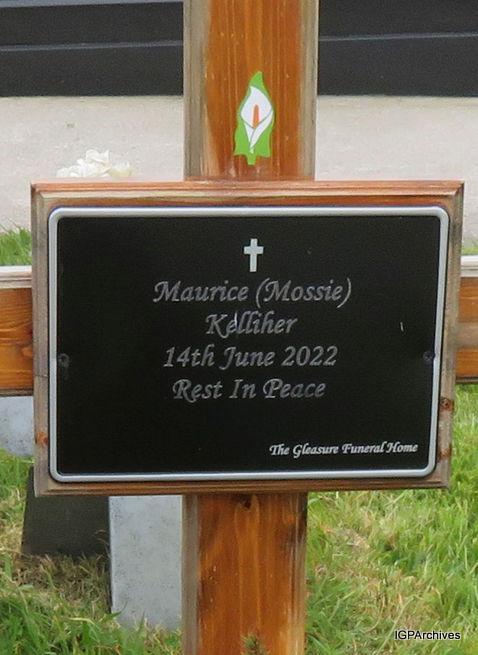 Maurice (Mossie)
Kelliher
14th June 2022
Rest In Peace
The Gleasure Funeral Home
IGPArchives